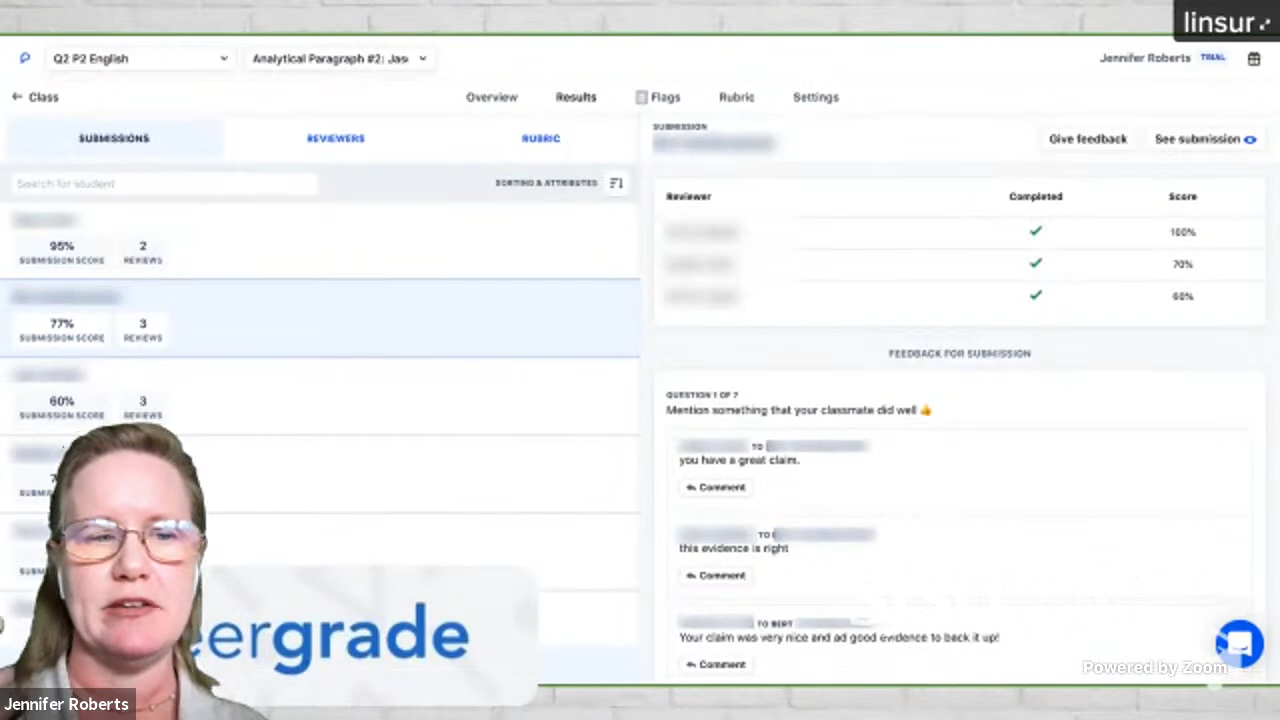 linsur
Q2 P2 English
Analytical Paragraph #2: Jas
Jennifer Roberts TRIAL
Class
Overview
Results
Flags
Rubric
Settings
SUBMISSIONS
REVIEWERS
RUBRIC
Search for student
SORTING & ATTRIBUTES
95%
2
SUBMISSION SCORE
REVIEWS
77%
3
SUBMISSION SCORE
REVIEWS
60%
3
SUBMISSION SCORE
REVIEWS
7
SUBM
SUB
SUBMISSION
Give feedback
See submission
Reviewer
Completed
Score
100%
70%
60%
FEEDBACK FOR SUBMISSION
QUESTION 1 OF 7
Mention something that your classmate did well 👍
TO
you have a great claim.
Comment
TO
this evidence is right
Comment
TO BERT
Your claim was very nice and ad good evidence to back it up!
Comment
eergrade
Powered by Zoom
Jennifer Roberts